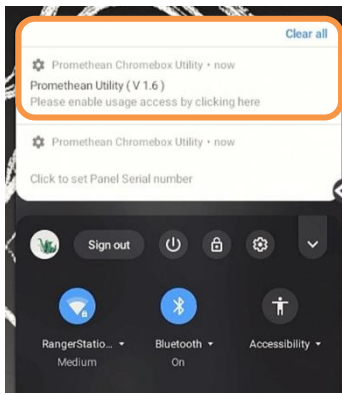 Clear all
Promethean Chromebox Utility • now
Promethean Utility ( V 1.6 )
Please enable usage access by clicking here
Promethean Chromebox Utility • now
Click to set Panel Serial number
Sign out
RangerStatio...
Medium
Bluetooth
On
Accessibility